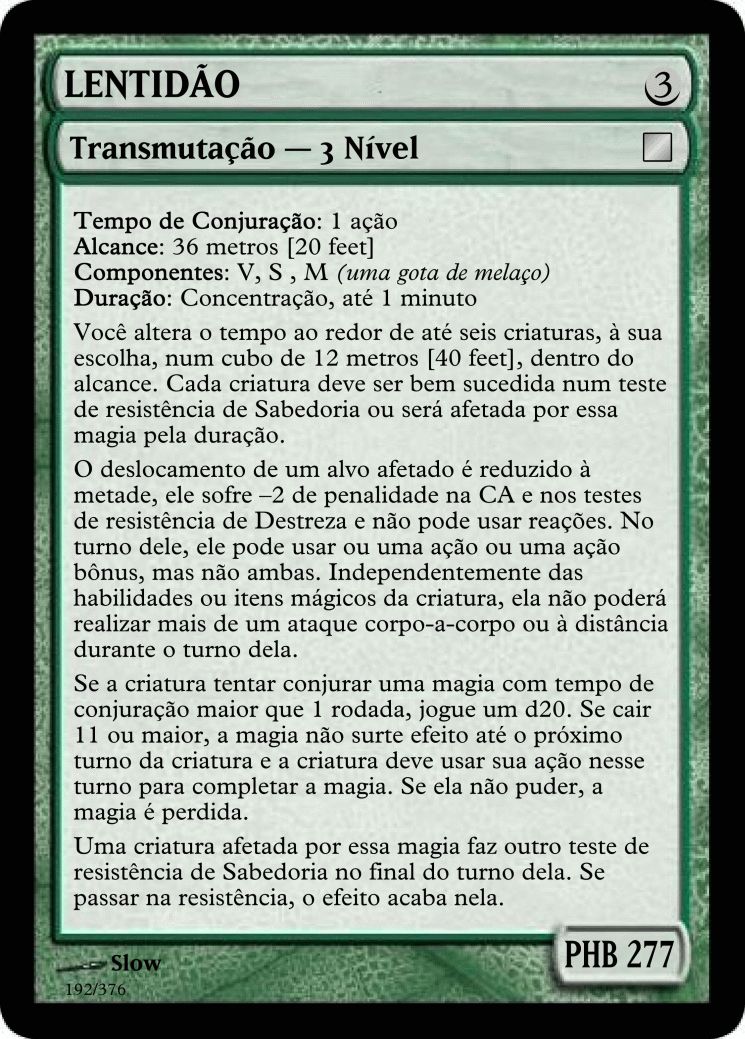 LENTIDÃO 3
Transmutação — 3 Nível
Tempo de Conjuração: 1 ação
Alcance: 36 metros [20 feet]
Componentes: V, S , M (uma gota de melaço)
Duração: Concentração, até 1 minuto
Você altera o tempo ao redor de até seis criaturas, à sua
escolha, num cubo de 12 metros [40 feet], dentro do
alcance. Cada criatura deve ser bem sucedida num teste
de resistência de Sabedoria ou será afetada por essa
magia pela duração.
O deslocamento de um alvo afetado é reduzido à
metade, ele sofre –2 de penalidade na CA e nos testes
de resistência de Destreza e não pode usar reações. No
turno dele, ele pode usar ou uma ação ou uma ação
bônus, mas não ambas. Independentemente das
habilidades ou itens mágicos da criatura, ela não poderá
realizar mais de um ataque corpo-a-corpo ou à distância
durante o turno dela.
Se a criatura tentar conjurar uma magia com tempo de
conjuração maior que 1 rodada, jogue um d20. Se cair
11 ou maior, a magia não surte efeito até o próximo
turno da criatura e a criatura deve usar sua ação nesse
turno para completar a magia. Se ela não puder, a
magia é perdida.
Uma criatura afetada por essa magia faz outro teste de
resistência de Sabedoria no final do turno dela. Se
passar na resistência, o efeito acaba nela.
PHB 277
Slow
192/376